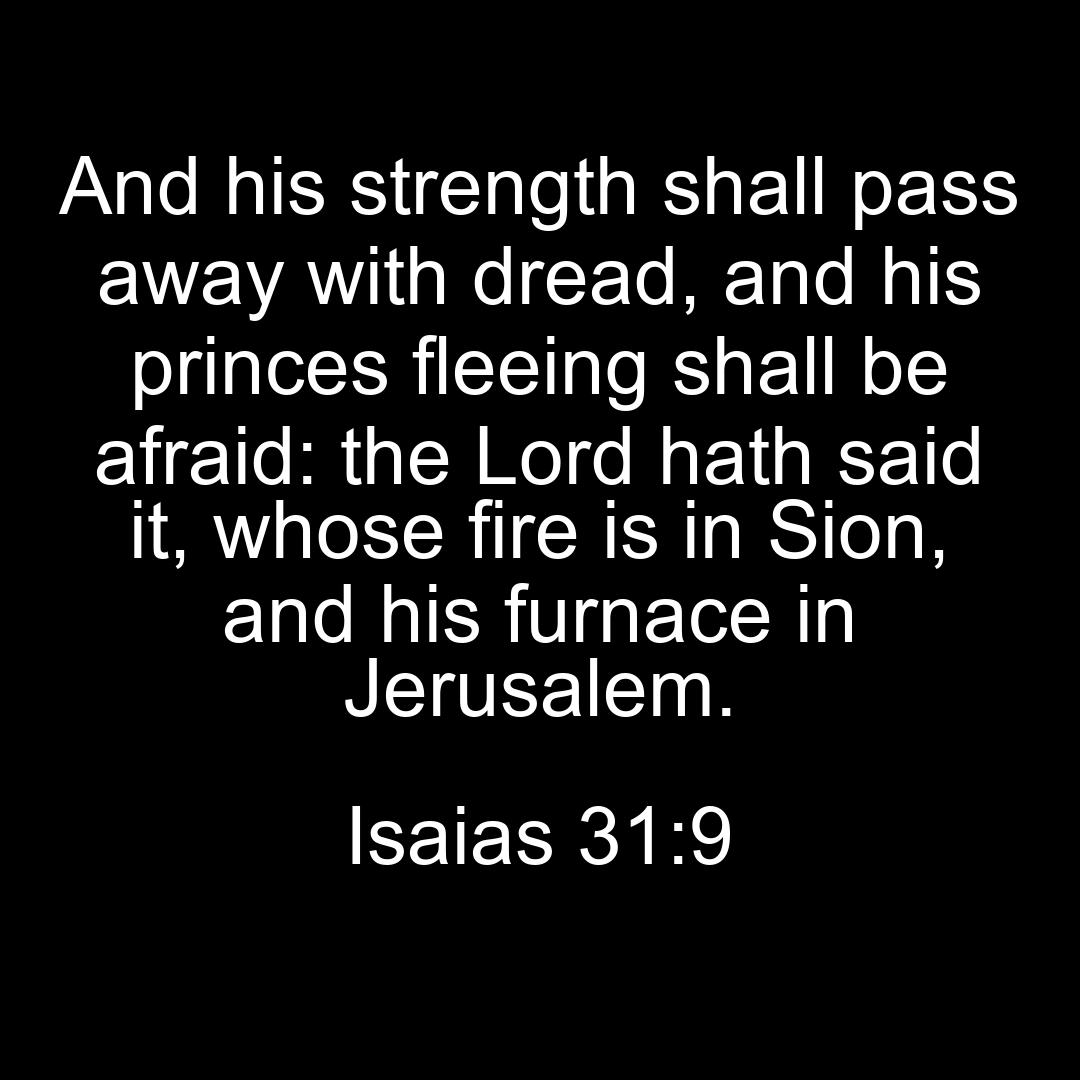 And his strength shall pass
away with dread, and his
princes fleeing shall be
afraid: the Lord hath said
it, whose fire is in Sion,
and his furnace in
Jerusalem.
Isaias 31:9